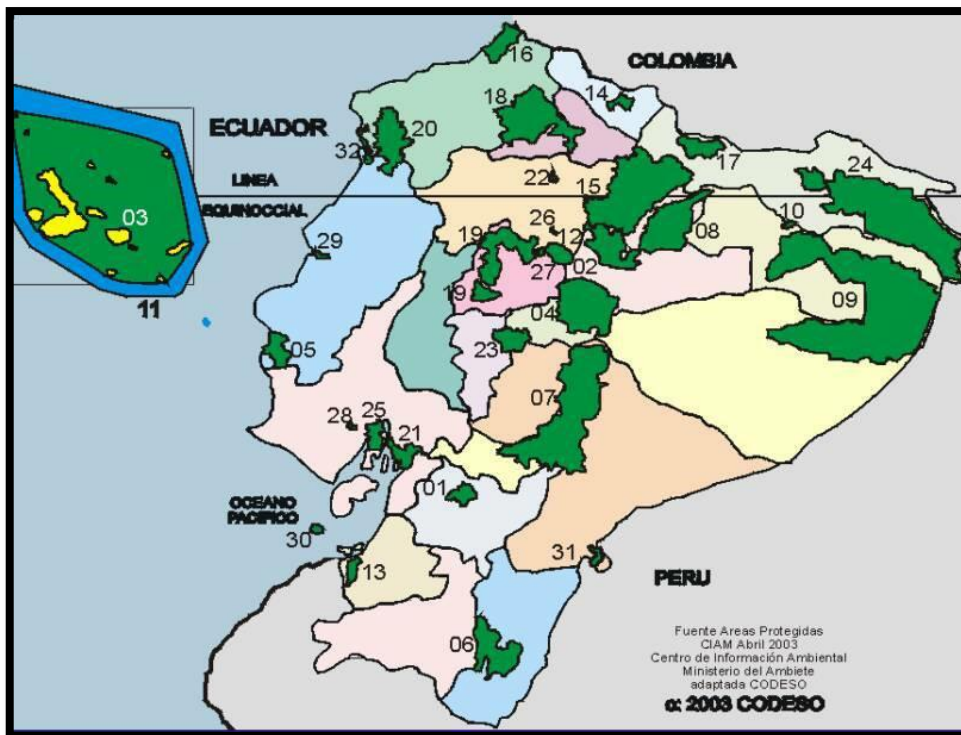 16
COLOMBIA
14
18
ECUADOR
20
32
17
24
LINEA
22
15
EQUINOCCIAL
03
10
26
29
19
12
08
02
27
11
19
09
04
05
23
07
28
25
21
01
OCEANO
PACIFICO
30
31
13
PERU
06
Fuente Areas Protegidas
CIAM Abril 2003
Centro de Información Ambiental
Ministerio del Ambiete
adaptada CODESO
α: 2003 CODESO